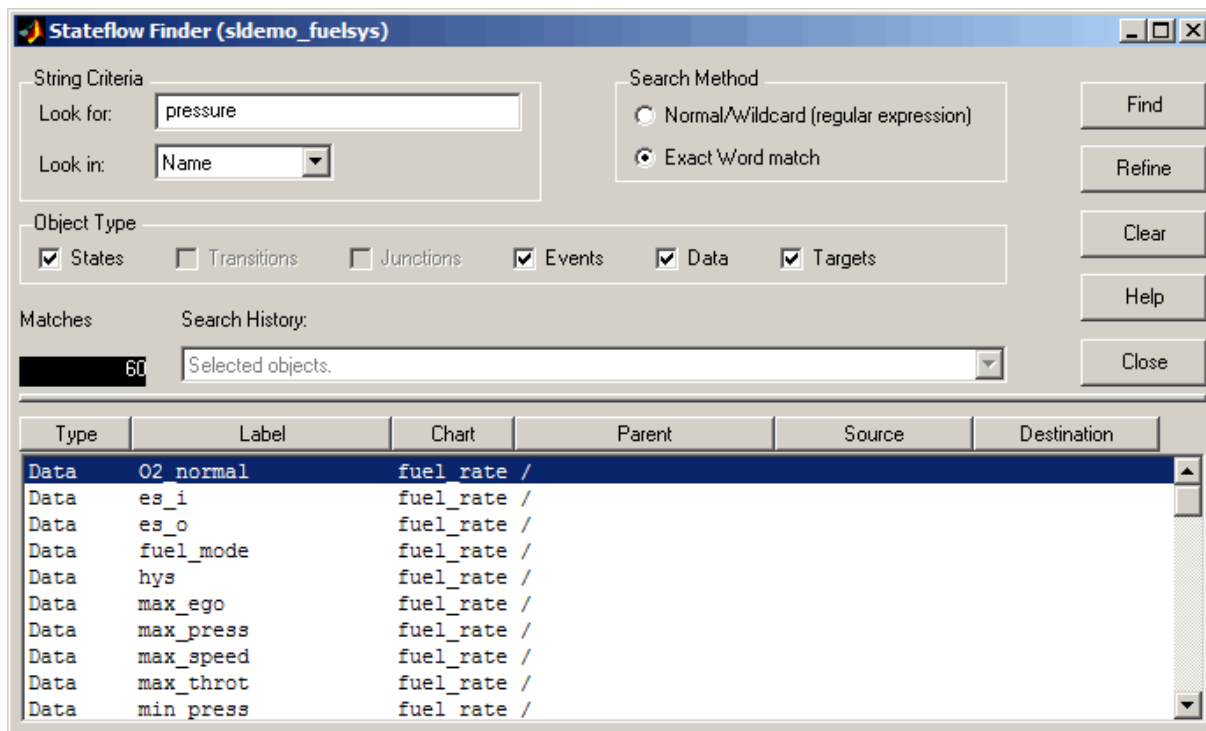 Stateflow Finder (sldemo_fuelsys)
String Criteria
Look for: pressure
Look in: Name
Search Method
Normal/Wildcard (regular expression)
Exact Word match
Find
Refine
Clear
Help
Close
Object Type
States Transitions Junctions Events Data Targets
Matches Search History:
60 Selected objects.
Type Label Chart Parent Source Destination
Data O2_normal fuel_rate /
Data es_i fuel_rate /
Data es_o fuel_rate /
Data fuel_mode fuel_rate /
Data hys fuel_rate /
Data max_ego fuel_rate /
Data max_press fuel_rate /
Data max_speed fuel_rate /
Data max_throt fuel_rate /
Data min_press fuel_rate /